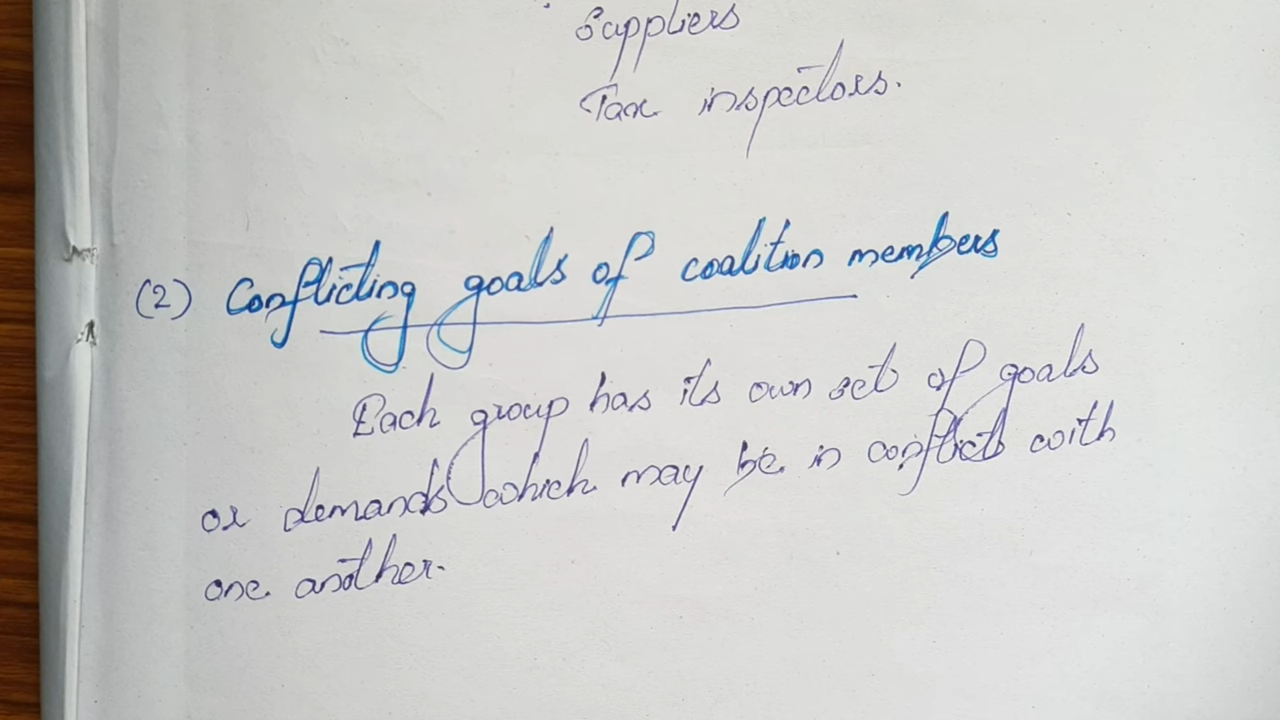 Suppliers
Tax inspectors.
(2) Conflicting goals of coalition members
Each group has its own set of goals
or demands which may be in conflict with
one another.